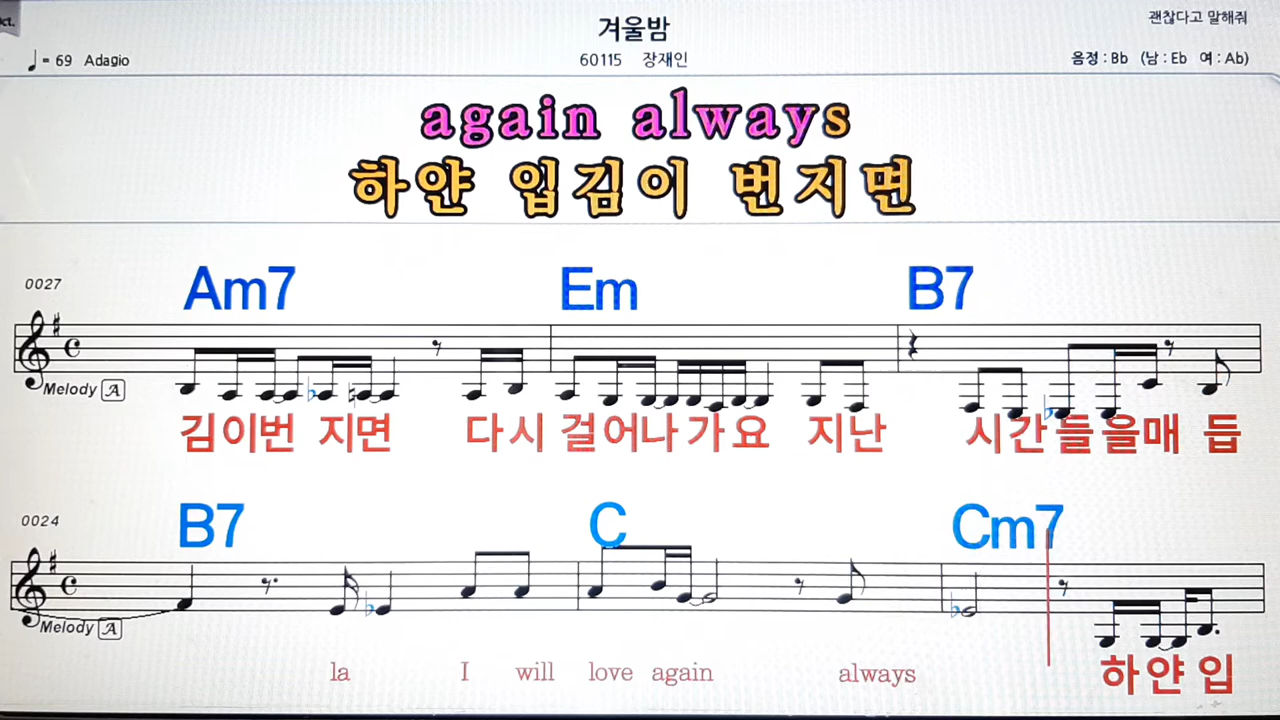 겨울밤
괜찮다고 말해줘
♩ = 69 Adagio
60115 장재인
음정 : Bb (남 : Eb 여 : Ab)
again always
하얀 입김이 번지면
0027
Am7 Em B7
Melody A
김이번 지면 다시 걸어나가요 지난 시간들을매 듭
0024
B7 C Cm7
Melody A
la I will love again always 하얀 입